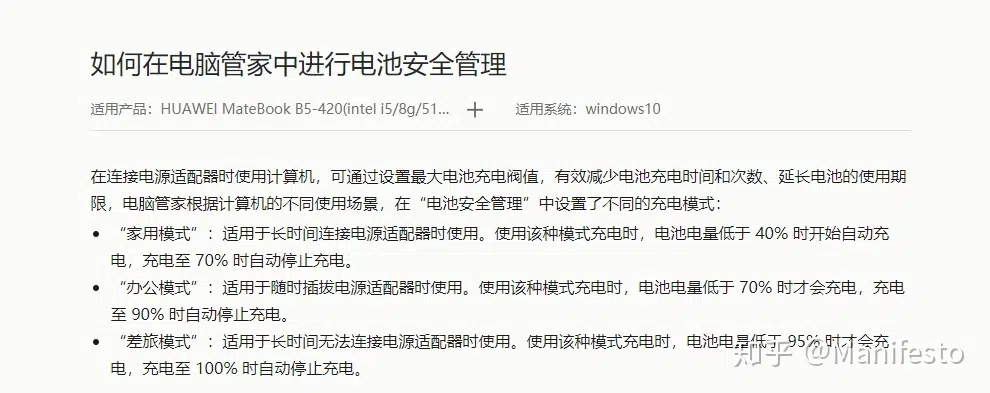 如何在电脑管家中进行电池安全管理
适用产品：HUAWEI MateBook B5-420(intel i5/8g/51... + 适用系统：windows10
在连接电源适配器时使用计算机，可通过设置最大电池充电阀值，有效减少电池充电时间和次数、延长电池的使用期
限，电脑管家根据计算机的不同使用场景，在“电池安全管理”中设置了不同的充电模式：
• “家用模式”：适用于长时间连接电源适配器时使用。使用该种模式充电时，电池电量低于 40% 时开始自动充
电，充电至 70% 时自动停止充电。
• “办公模式”：适用于随时插拔电源适配器时使用。使用该种模式充电时，电池电量低于 70% 时才会充电，充电
至 90% 时自动停止充电。
• “差旅模式”：适用于长时间无法连接电源适配器时使用。使用该种模式充电时，电池电量低于 95% 时才会充
电，充电至 100% 时自动停止充电。
知乎 @Manifesto